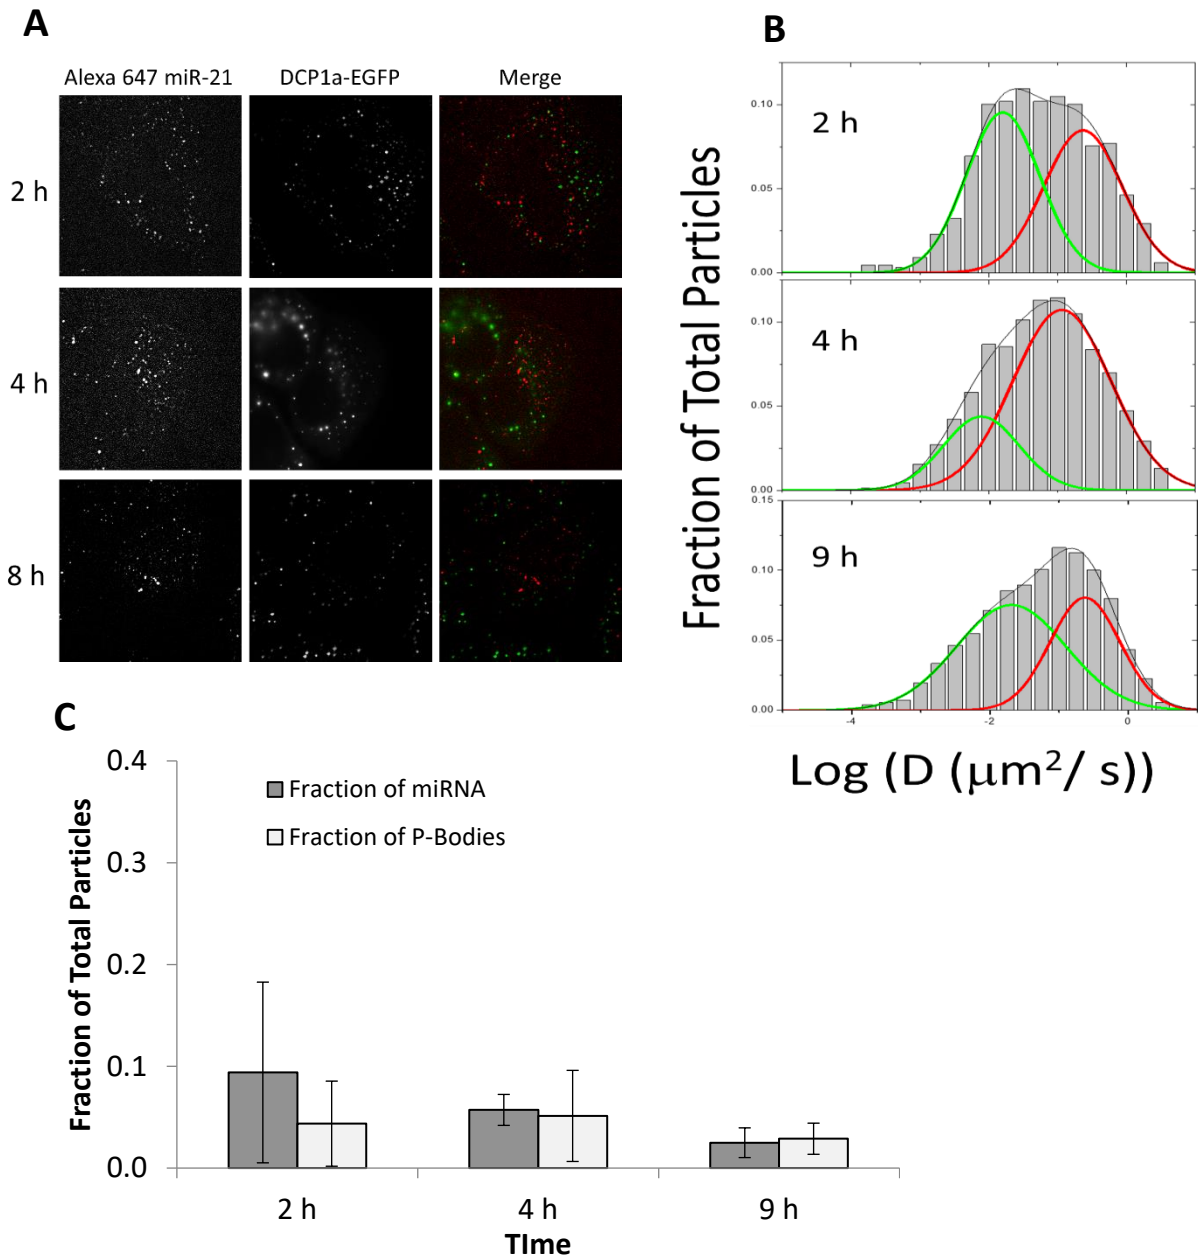 A
Alexa 647 miR-21 DCP1a-EGFP Merge
2 h
4 h
8 h
B
Fraction of Total Particles
2 h
0.10
0.05
0.00
4 h
0.10
0.05
0.00
9 h
0.15
0.10
0.05
0.00
-4 -2 0
Log (D (μm²/ s))
C
Fraction of Total Particles
0.4
0.3
0.2
0.1
0.0
Fraction of miRNA
Fraction of P-Bodies
2 h 4 h 9 h
TIme